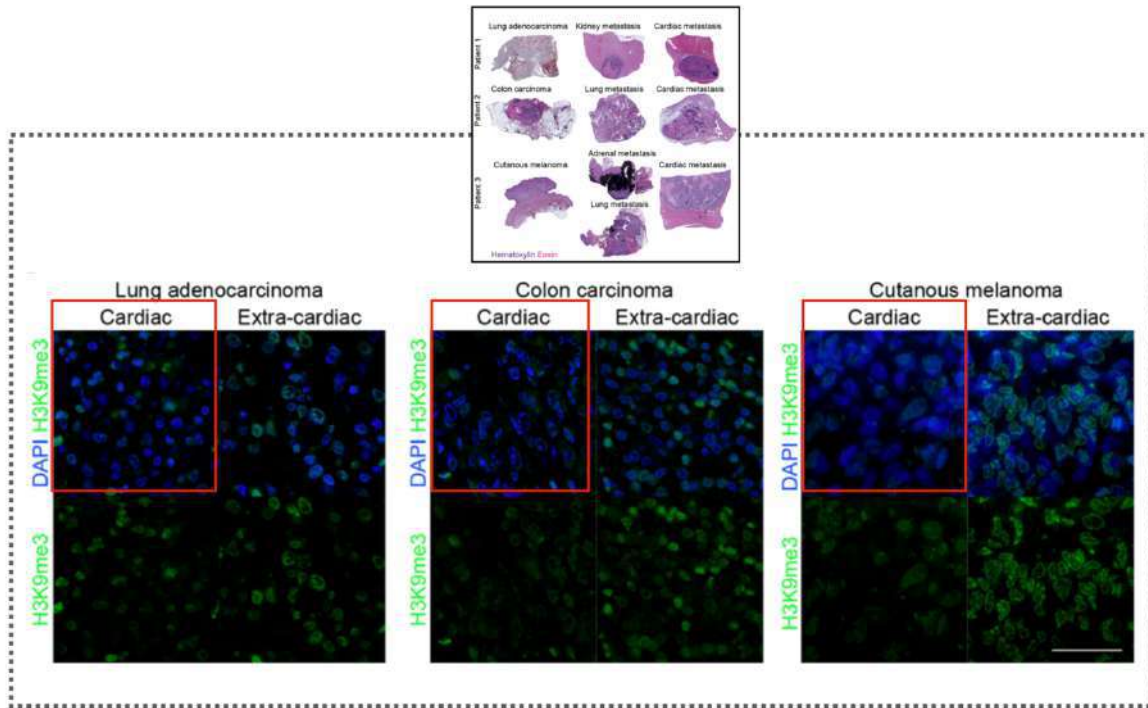 Lung adenocarcinoma Kidney metastasis Cardiac metastasis
Patient 1
Colon carcinoma Lung metastasis Cardiac metastasis
Patient 2
Adrenal metastasis
Cutanous melanoma Cardiac metastasis
Patient 3
Lung metastasis
Hematoxylin Eosin
Lung adenocarcinoma Colon carcinoma Cutanous melanoma
Cardiac Extra-cardiac Cardiac Extra-cardiac Cardiac Extra-cardiac
DAPI H3K9me3
DAPI H3K9me3
DAPI H3K9me3
H3K9me3
H3K9me3
H3K9me3